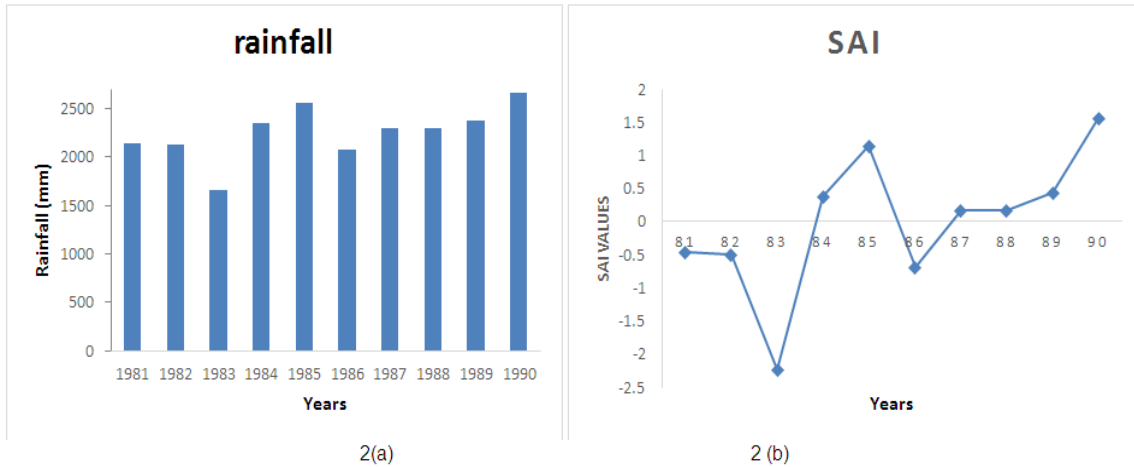 rainfall
Rainfall (mm)
2500
2000
1500
1000
500
0
1981 1982 1983 1984 1985 1986 1987 1988 1989 1990
Years
2(a)
SAI
SAI VALUES
2
1.5
1
0.5
0
-0.5
-1
-1.5
-2
-2.5
81 82 83 84 85 86 87 88 89 90
Years
2 (b)